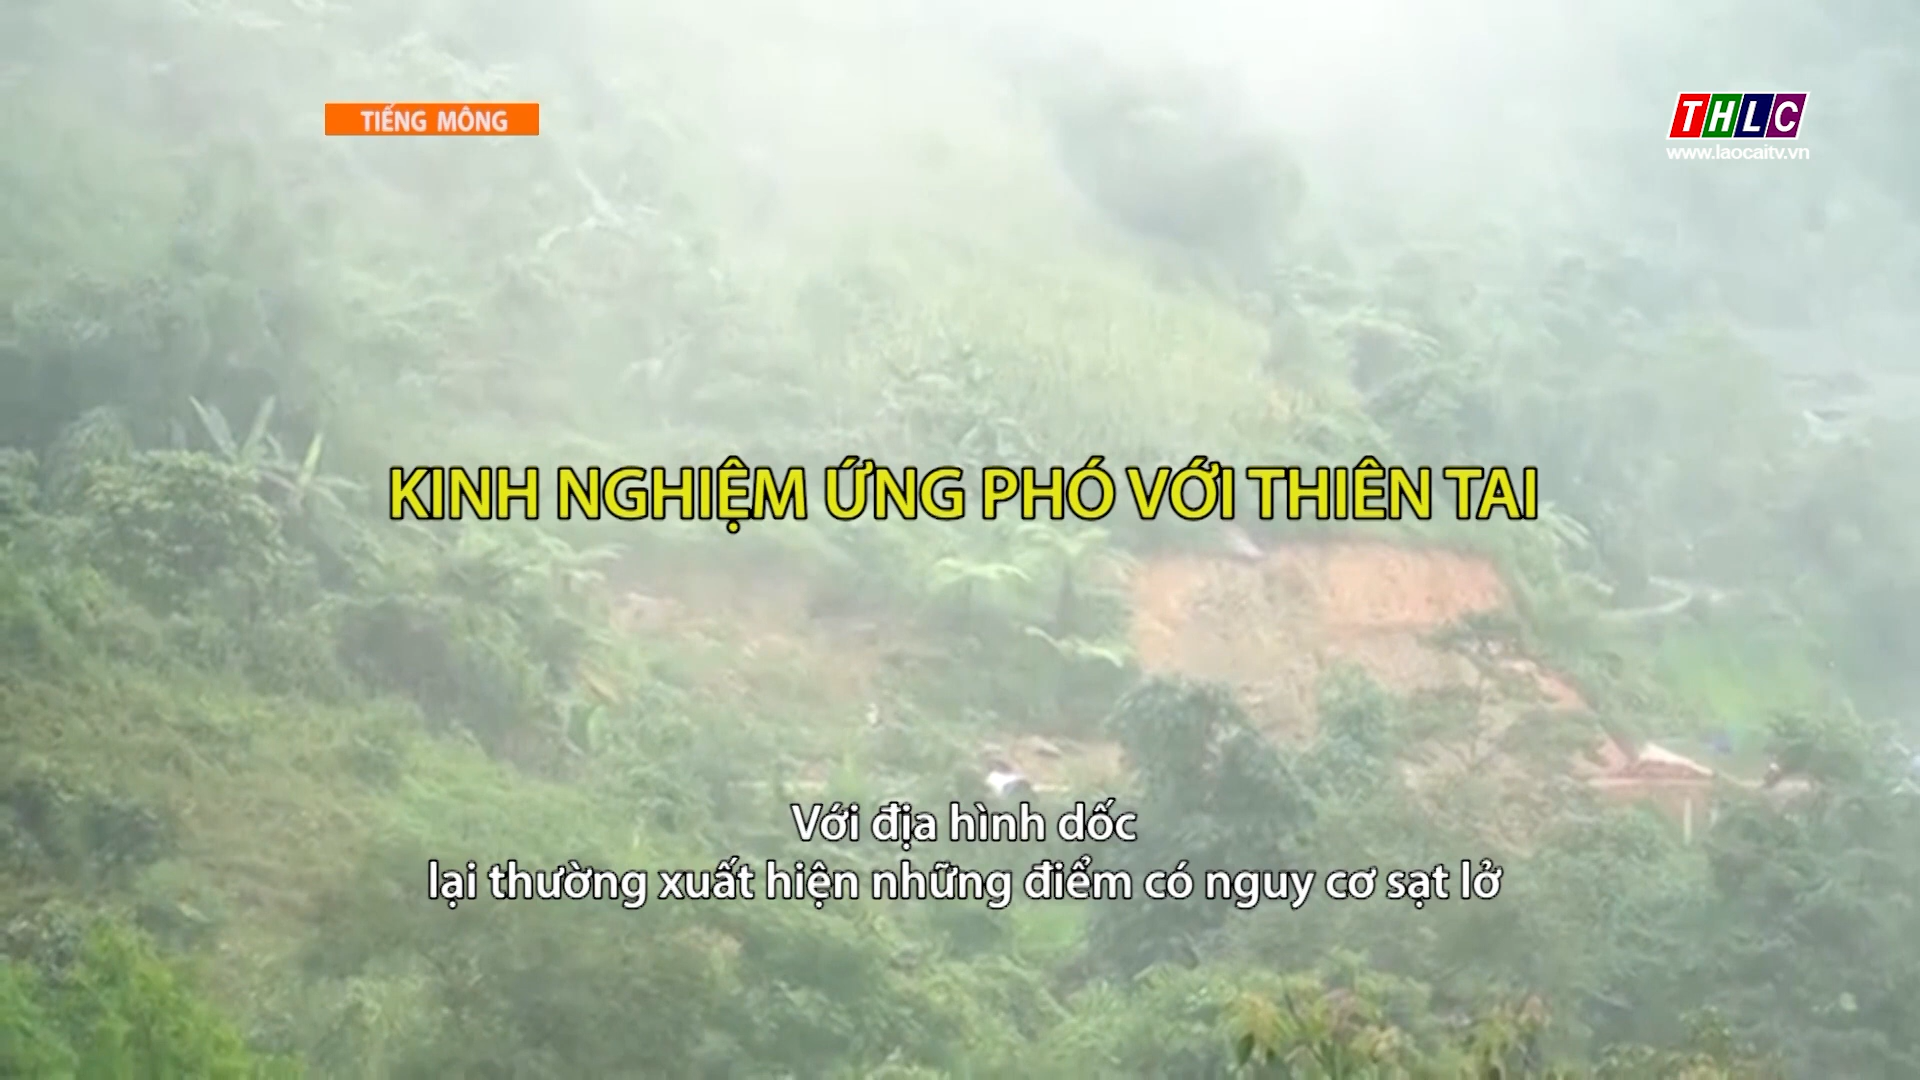 TIẾNG MÔNG
THLC
www.laocaitv.vn
KINH NGHIỆM ỨNG PHÓ VỚI THIÊN TAI
Với địa hình dốc
lại thường xuất hiện những điểm có nguy cơ sạt lở